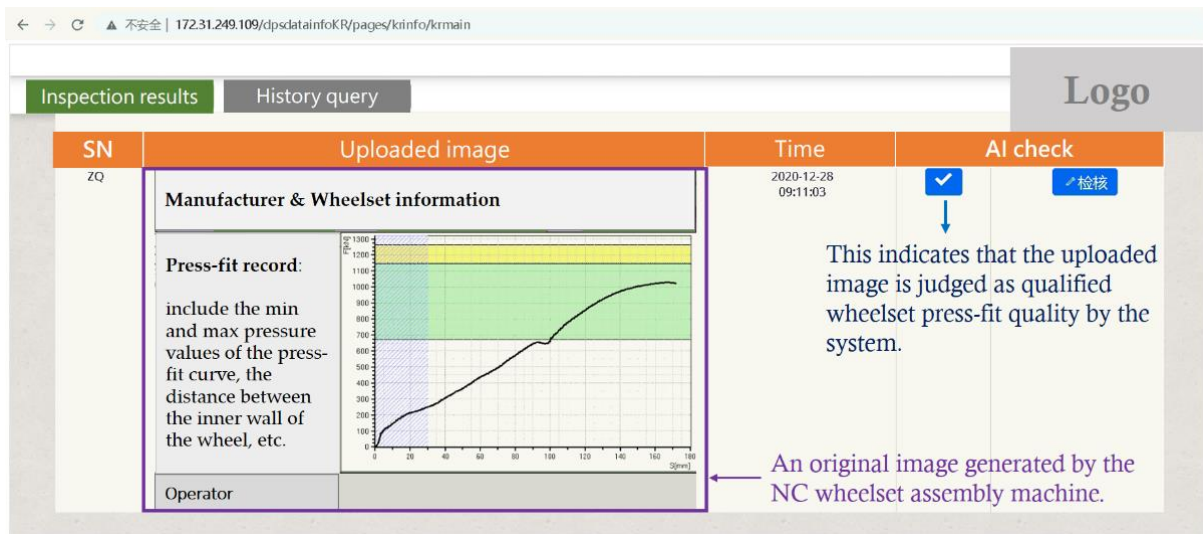 不安全 | 172.31.249.109/dpsdatainfoKR/pages/krinfo/krmain
Inspection results
History query
Logo
SN
Uploaded image
Time
AI check
ZQ
Manufacturer & Wheelset information
2020-12-28
09:11:03
检核
Press-fit record:
include the min
and max pressure
values of the press-
fit curve, the
distance between
the inner wall of
the wheel, etc.
F[kN]
1300
1200
1100
1000
900
800
700
600
500
400
300
200
100
0
0 20 40 60 80 100 120 140 160 180
S[mm]
This indicates that the uploaded
image is judged as qualified
wheelset press-fit quality by the
system.
Operator
An original image generated by the
NC wheelset assembly machine.